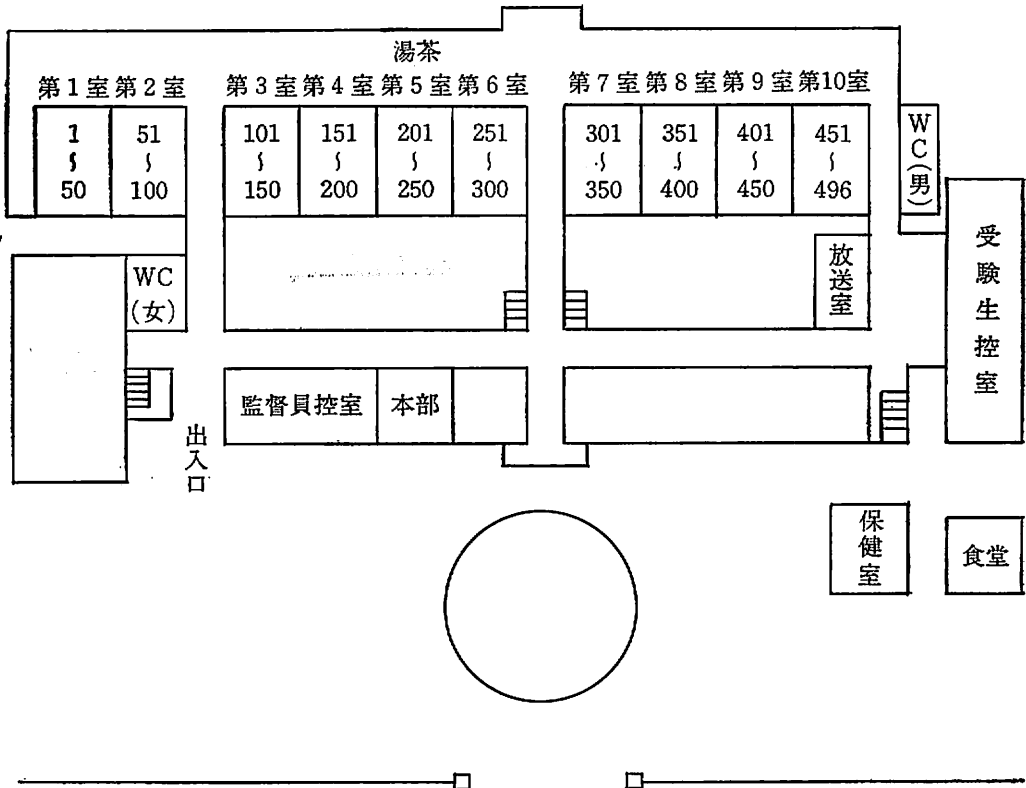 湯茶
第1室 第2室 第3室 第4室 第5室 第6室 第7室 第8室 第9室 第10室
1 51 101 151 201 251 301 351 401 451
〜 〜 〜 〜 〜 〜 〜 〜 〜 〜
50 100 150 200 250 300 350 400 450 496
WC(男)
WC
(女)
放送室
受験生控室
監督員控室
本部
出入口
保健室
食堂